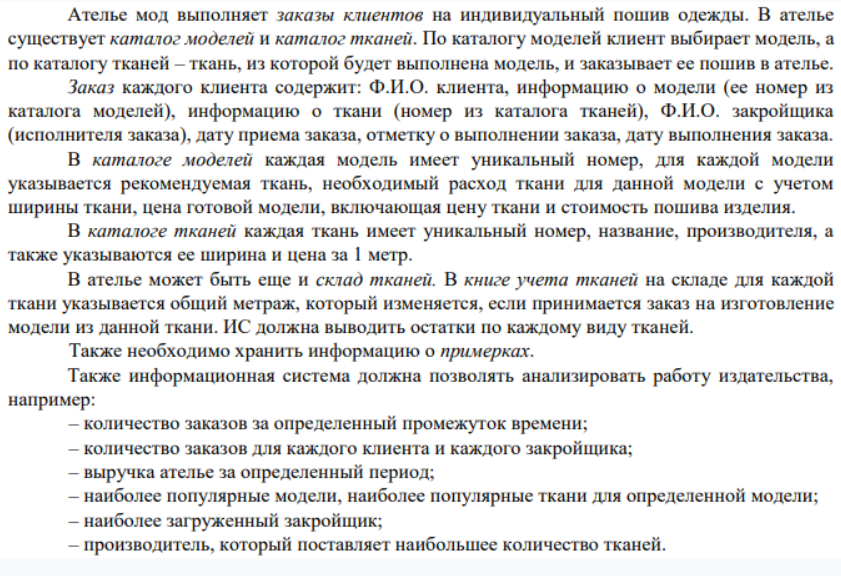 Ателье мод выполняет заказы клиентов на индивидуальный пошив одежды. В ателье
существует каталог моделей и каталог тканей. По каталогу моделей клиент выбирает модель, а
по каталогу тканей – ткань, из которой будет выполнена модель, и заказывает ее пошив в ателье.
Заказ каждого клиента содержит: Ф.И.О. клиента, информацию о модели (ее номер из
каталога моделей), информацию о ткани (номер из каталога тканей), Ф.И.О. закройщика
(исполнителя заказа), дату приема заказа, отметку о выполнении заказа, дату выполнения заказа.
В каталоге моделей каждая модель имеет уникальный номер, для каждой модели
указывается рекомендуемая ткань, необходимый расход ткани для данной модели с учетом
ширины ткани, цена готовой модели, включающая цену ткани и стоимость пошива изделия.
В каталоге тканей каждая ткань имеет уникальный номер, название, производителя, а
также указываются ее ширина и цена за 1 метр.
В ателье может быть еще и склад тканей. В книге учета тканей на складе для каждой
ткани указывается общий метраж, который изменяется, если принимается заказ на изготовление
модели из данной ткани. ИС должна выводить остатки по каждому виду тканей.
Также необходимо хранить информацию о примерках.
Также информационная система должна позволять анализировать работу издательства,
например:
– количество заказов за определенный промежуток времени;
– количество заказов для каждого клиента и каждого закройщика;
– выручка ателье за определенный период;
– наиболее популярные модели, наиболее популярные ткани для определенной модели;
– наиболее загруженный закройщик;
– производитель, который поставляет наибольшее количество тканей.